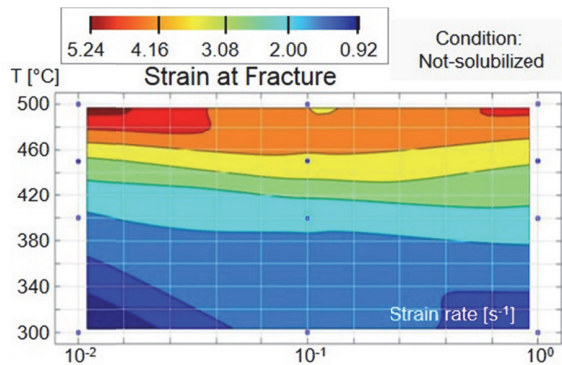 5.24 4.16 3.08 2.00 0.92
Condition:
Not-solubilized
T [°C]
Strain at Fracture
500
460
420
380
340
300
Strain rate [s⁻¹]
10⁻² 10⁻¹ 10⁰